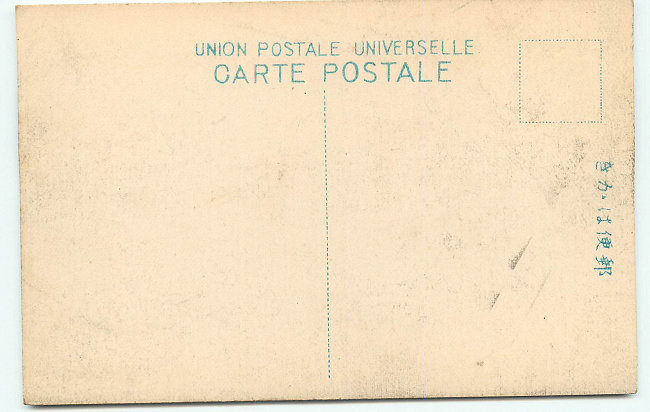 UNION POSTALE UNIVERSELLE
CARTE POSTALE
郵便はかき